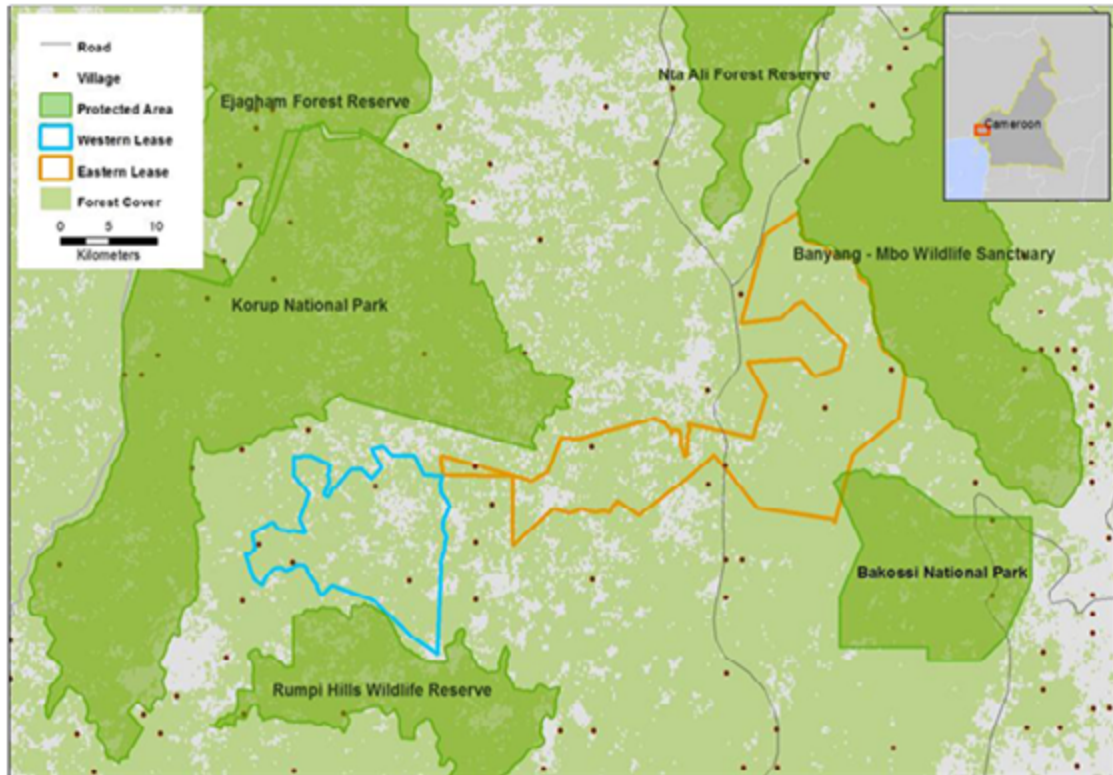 Road
Village
Protected Area
Western Lease
Eastern Lease
Forest Cover
0 5 10
Kilometers
Ejagham Forest Reserve
Nta Ali Forest Reserve
Cameroon
Banyang - Mbo Wildlife Sanctuary
Korup National Park
Bakossi National Park
Rumpi Hills Wildlife Reserve